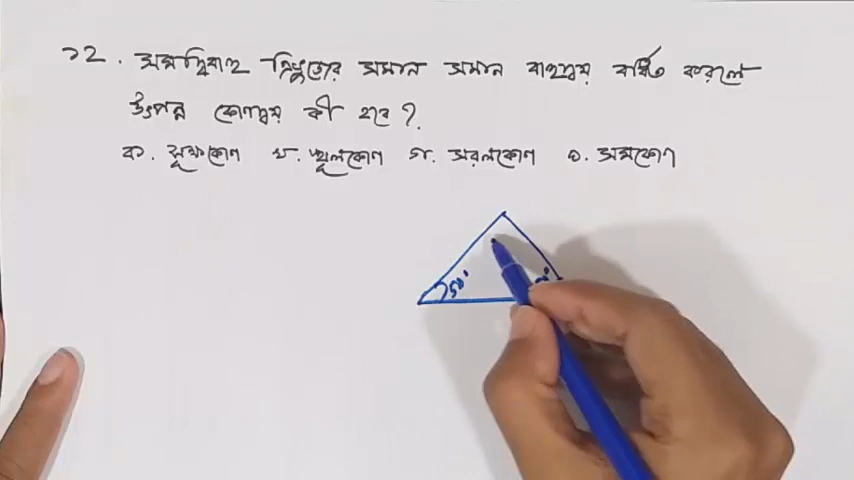 ১২. সমদ্বিবাহু ত্রিভুজের সমান সমান বাহুদ্বয় বর্ধিত করলে
উৎপন্ন কোণদ্বয় কী হবে?
ক. সূক্ষ্মকোণ খ. স্থূলকোণ গ. সরলকোণ ঘ. সমকোণ
50°